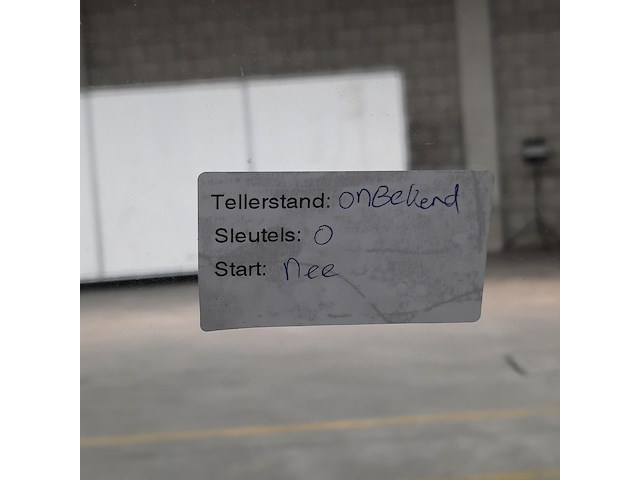 Tellerstand: onBekend
Sleutels: 0
Start: nee